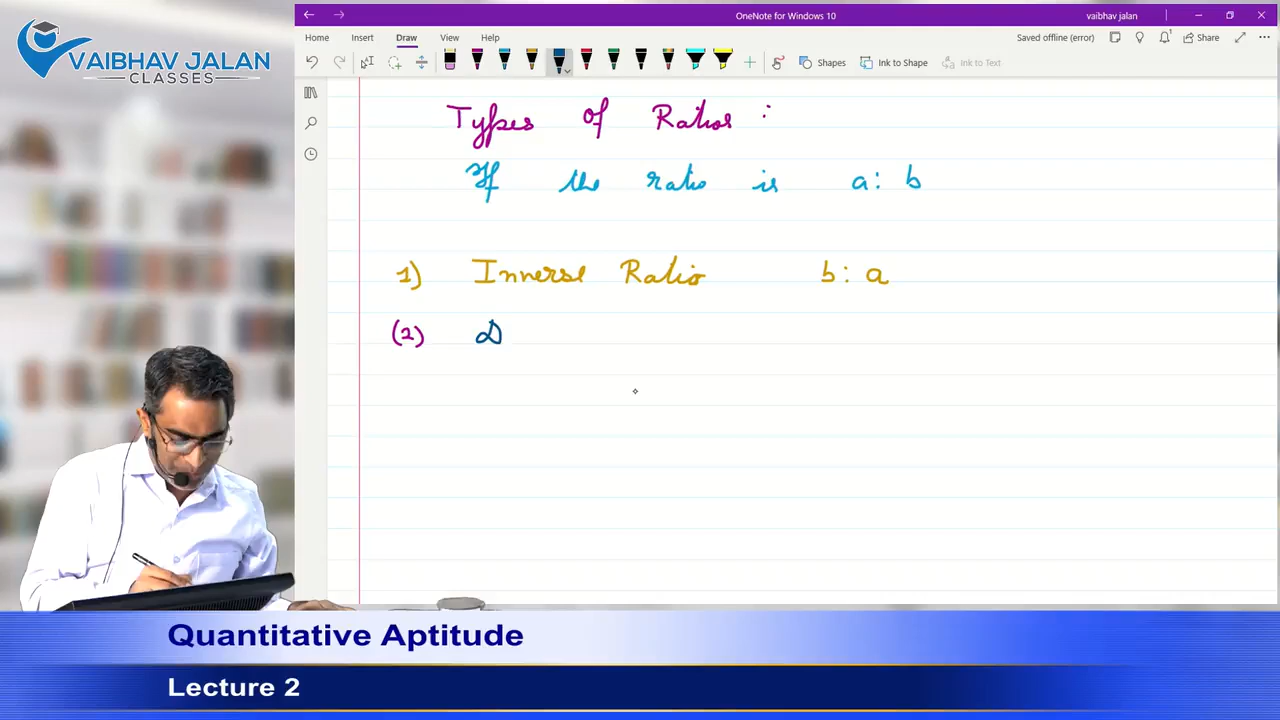 VAIBHAV JALAN
CLASSES
OneNote for Windows 10
vaibhav jalan
Home Insert Draw View Help
Saved offline (error)
Share
Shapes
Ink to Shape
Ink to Text
Types of Ratios :
If the ratio is a : b
1) Inverse Ratio b : a
(2) D
Quantitative Aptitude
Lecture 2